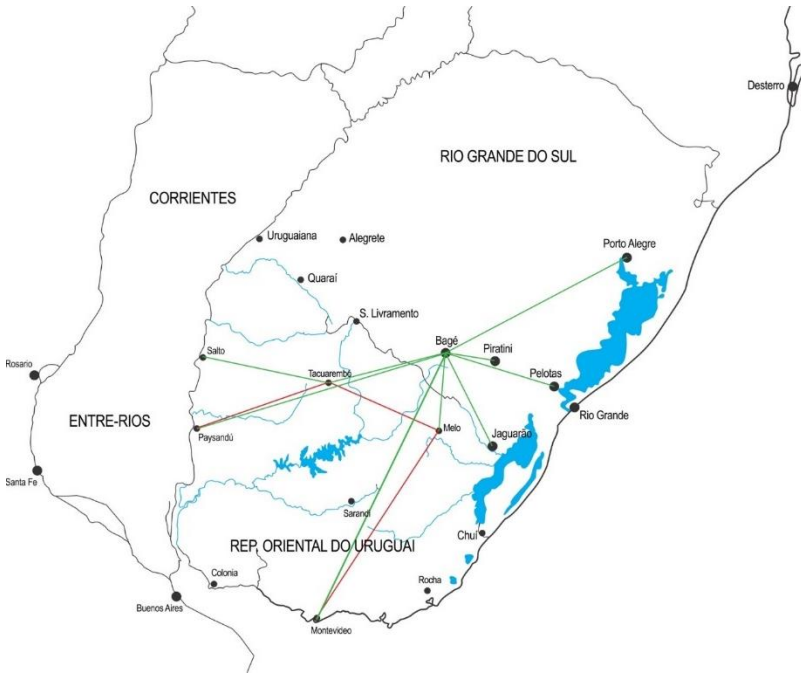 Desterro
RIO GRANDE DO SUL
CORRIENTES
Uruguaiana
Alegrete
Porto Alegre
Quaraí
S. Livramento
Bagé
Piratini
Salto
Rosario
Tacuarembó
Pelotas
Rio Grande
ENTRE-RIOS
Paysandú
Melo
Jaguarão
Santa Fe
Sarandí
Chuí
REP. ORIENTAL DO URUGUAI
Colonia
Rocha
Buenos Aires
Montevideo